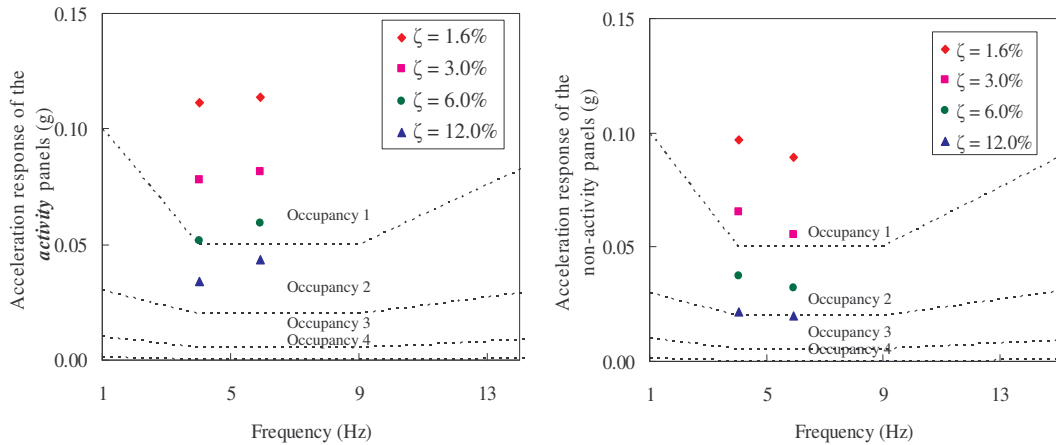 0.15
0.10
0.05
0.00
Acceleration response of the
activity panels (g)
ζ = 1.6%
ζ = 3.0%
ζ = 6.0%
ζ = 12.0%
Occupancy 1
Occupancy 2
Occupancy 3
Occupancy 4
1 5 9 13
Frequency (Hz)
0.15
0.10
0.05
0.00
Acceleration response of the
non-activity panels (g)
ζ = 1.6%
ζ = 3.0%
ζ = 6.0%
ζ = 12.0%
Occupancy 1
Occupancy 2
Occupancy 3
Occupancy 4
1 5 9 13
Frequency (Hz)